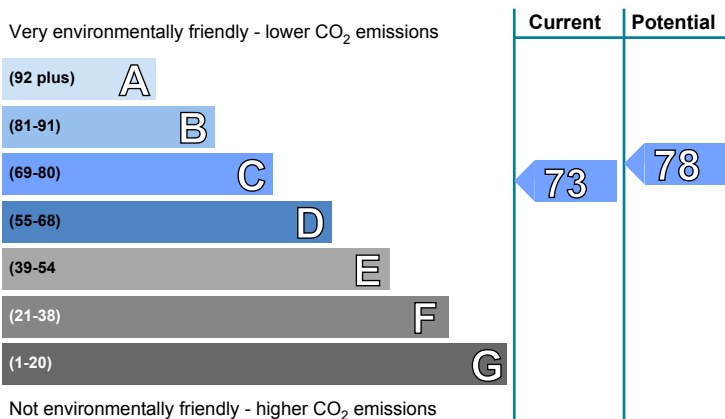 Very environmentally friendly - lower CO2 emissions
Current Potential
(92 plus) A
(81-91) B
(69-80) C
73 78
(55-68) D
(39-54 E
(21-38) F
(1-20) G
Not environmentally friendly - higher CO2 emissions